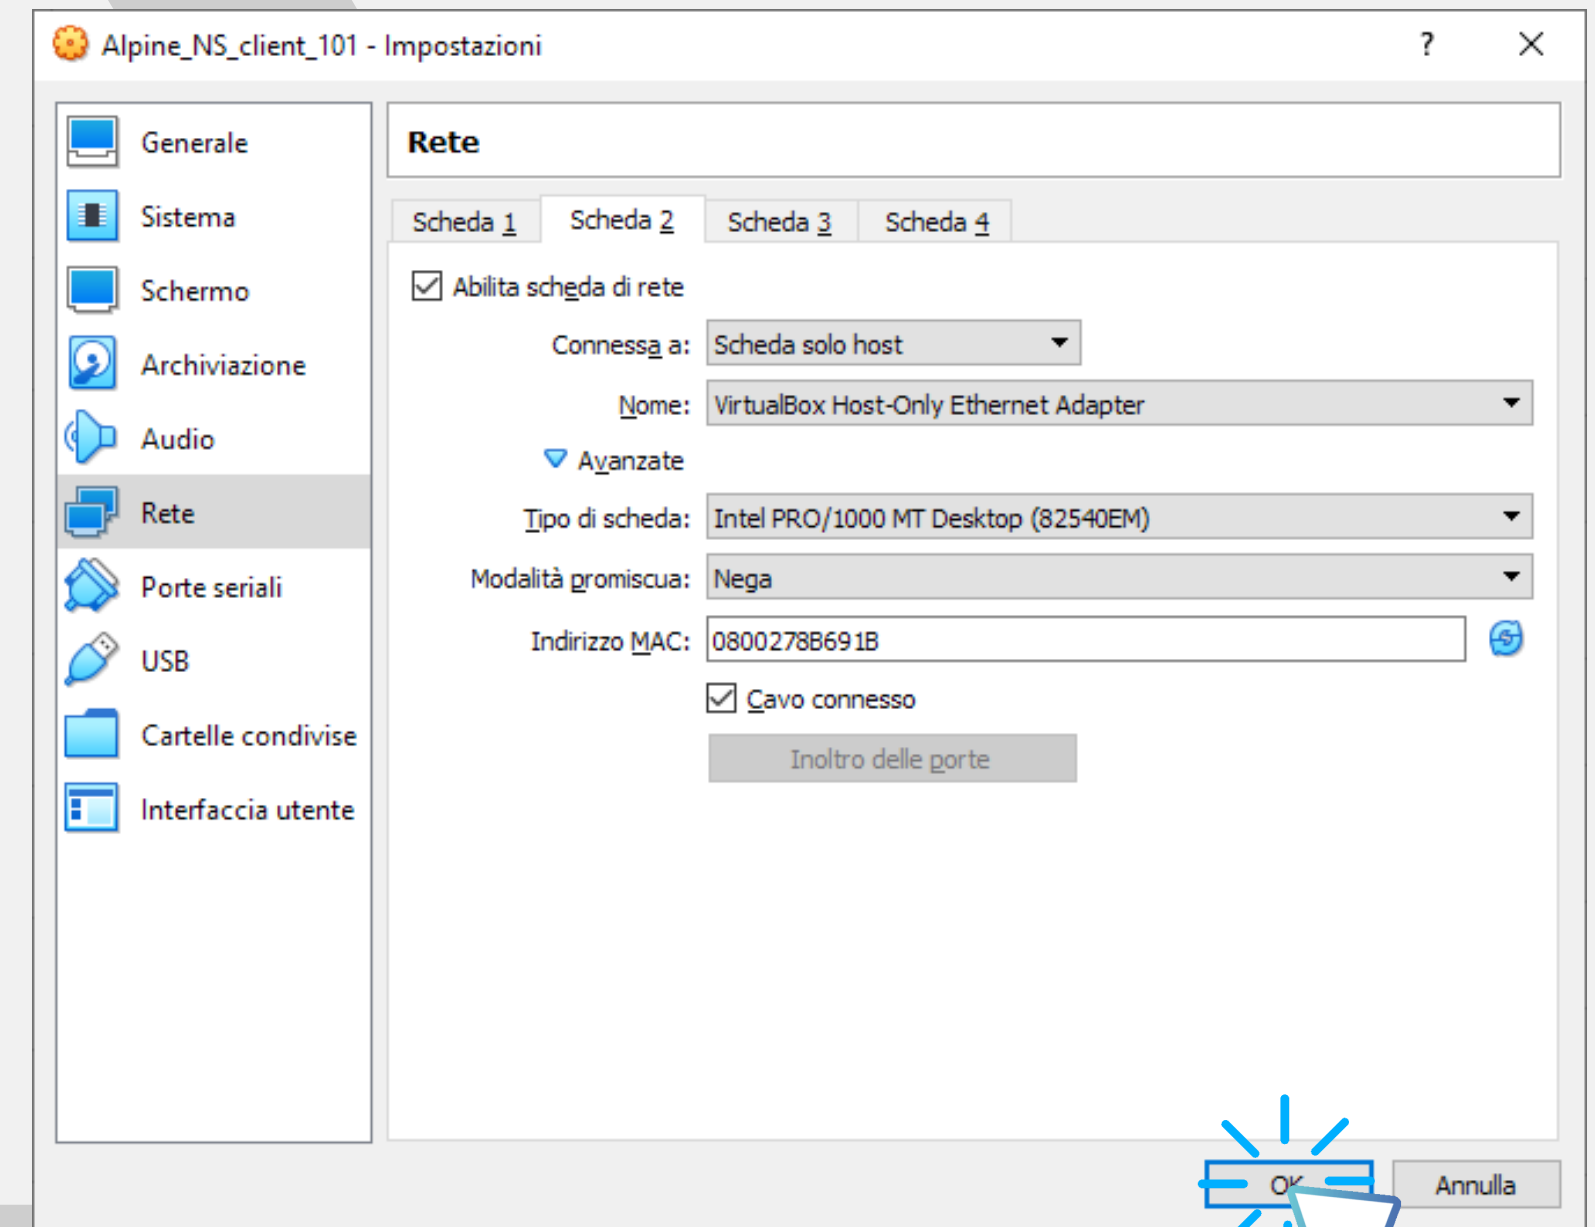 Alpine_NS_client_101 - Impostazioni
?
Generale
Sistema
Schermo
Archiviazione
Audio
Rete
Porte seriali
USB
Cartelle condivise
Interfaccia utente
Rete
Scheda 1 Scheda 2 Scheda 3 Scheda 4
Abilita scheda di rete
Connessa a: Scheda solo host
Nome: VirtualBox Host-Only Ethernet Adapter
Avanzate
Tipo di scheda: Intel PRO/1000 MT Desktop (82540EM)
Modalità promiscua: Nega
Indirizzo MAC: 0800278B691B
Cavo connesso
Inoltro delle porte
OK Annulla